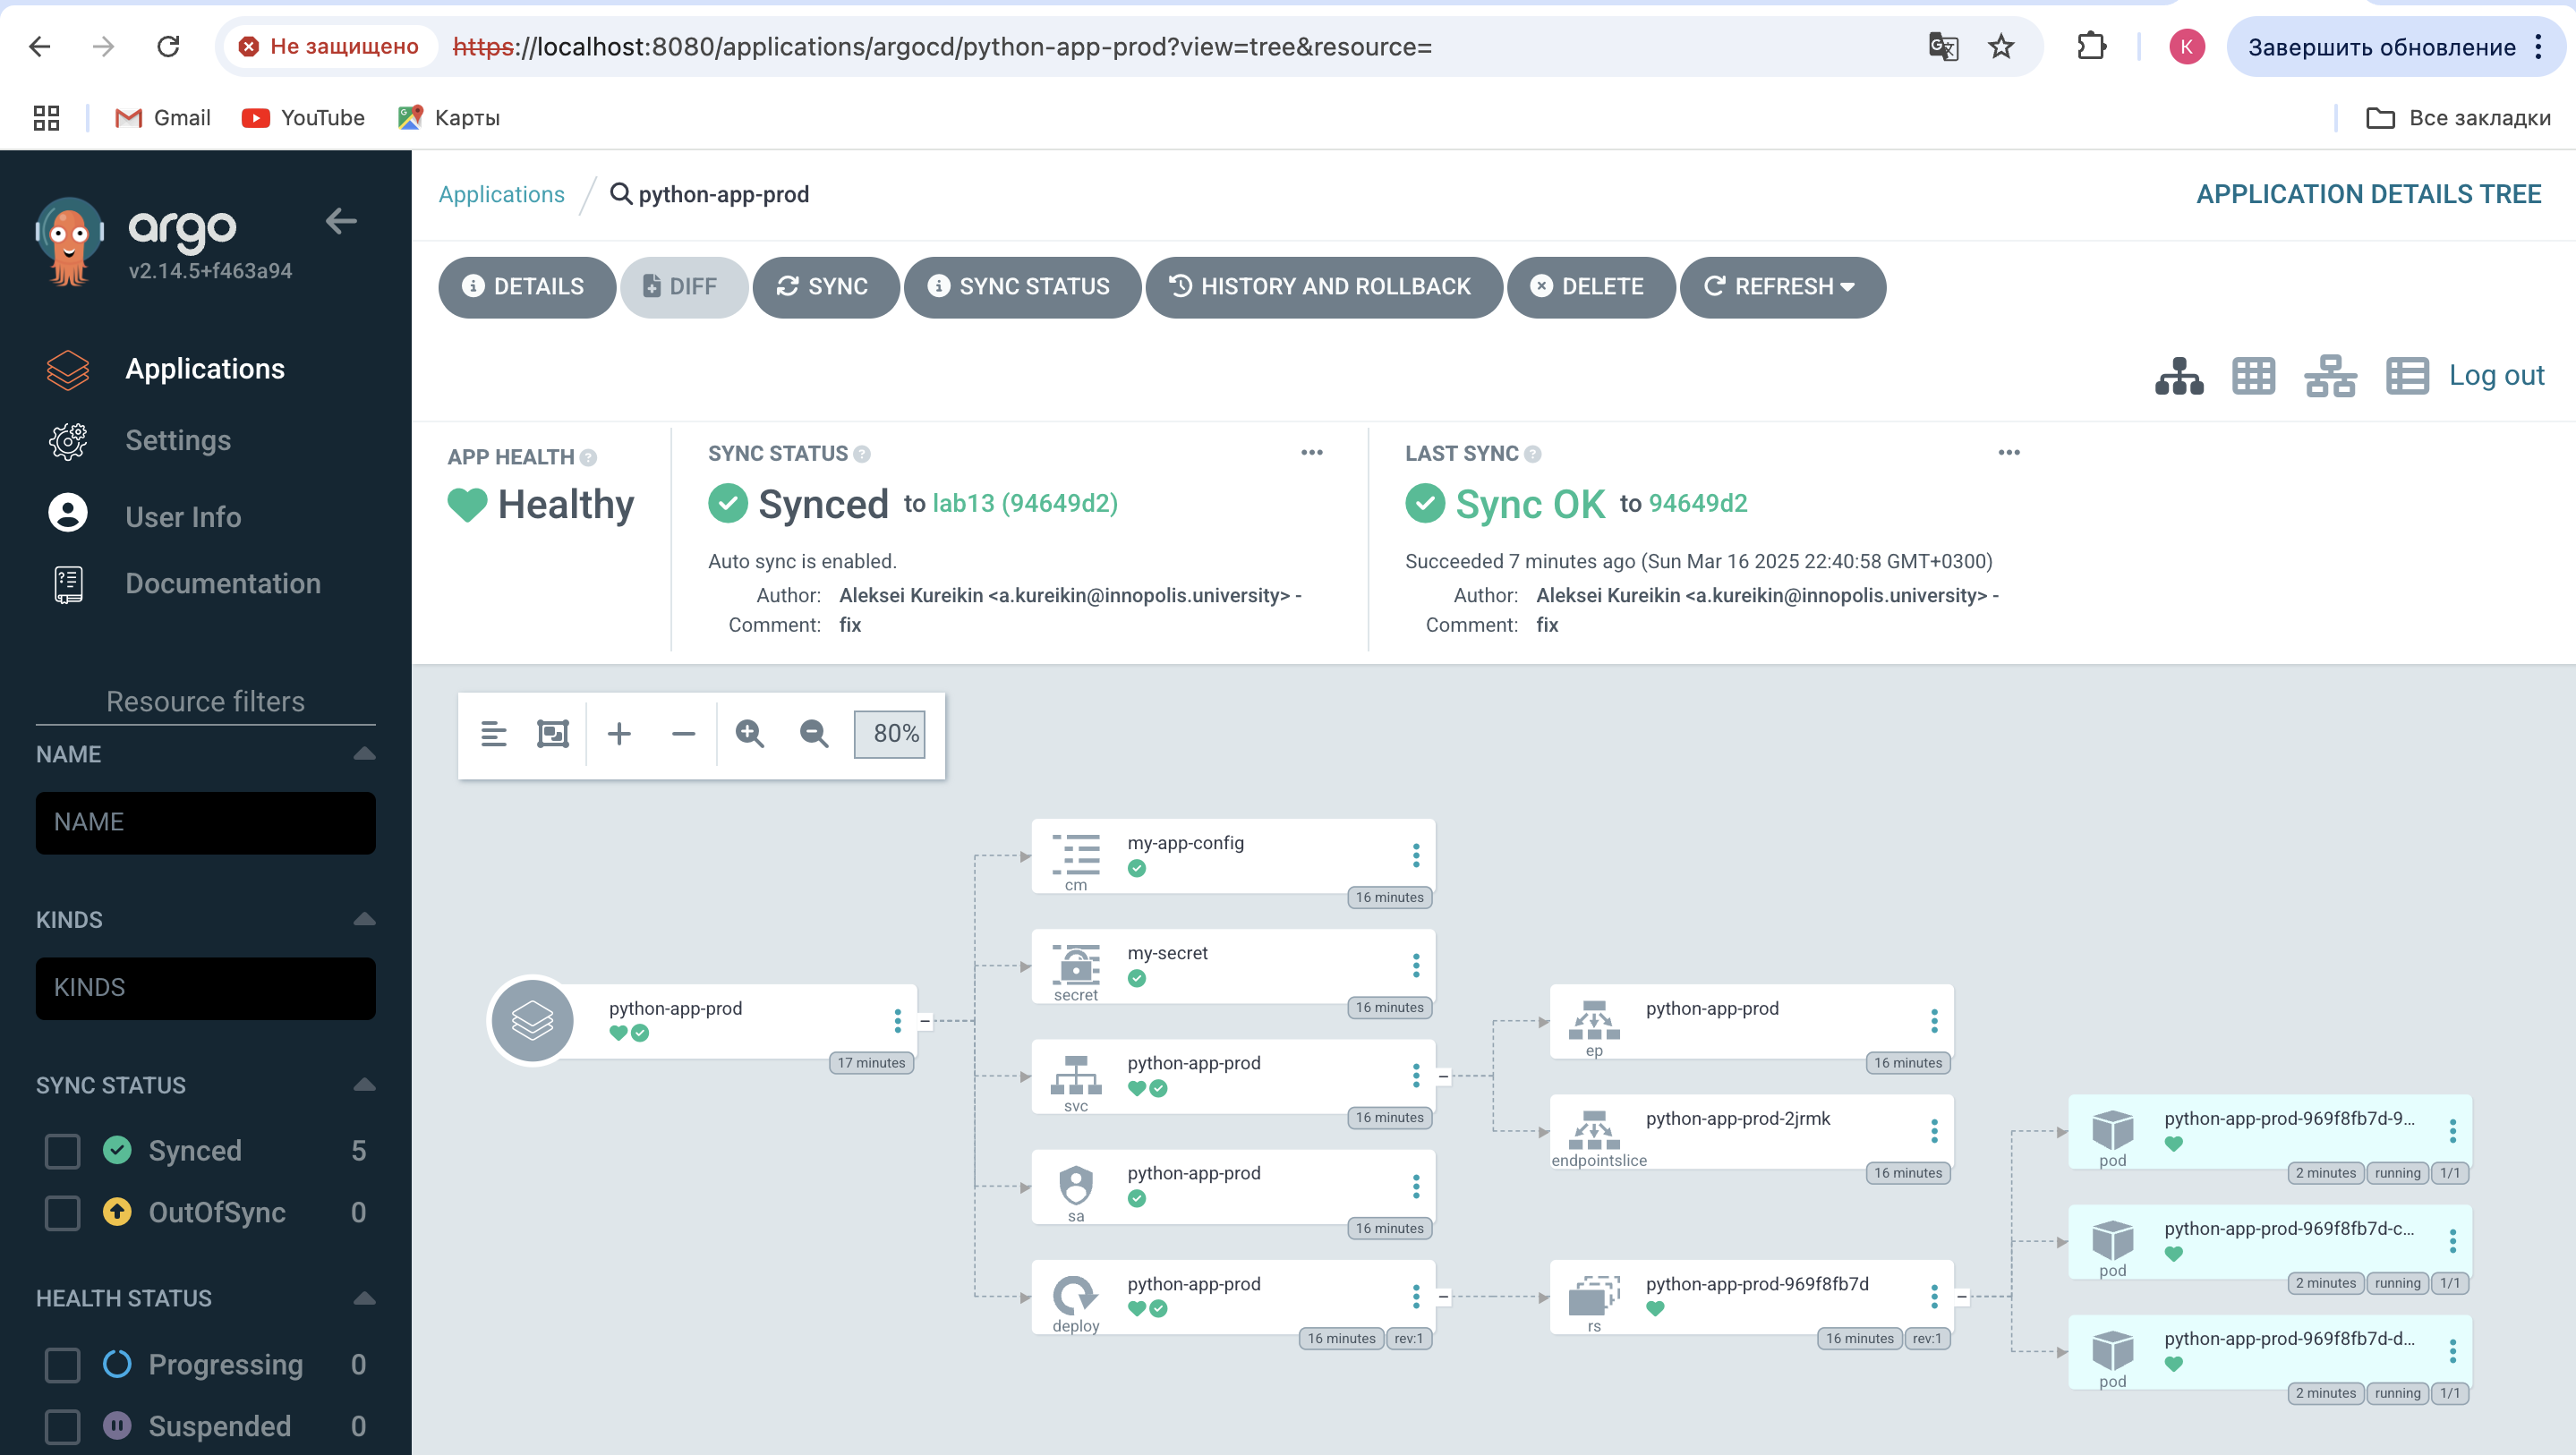 Не защищено
https://localhost:8080/applications/argocd/python-app-prod?view=tree&resource=
K
Завершить обновление
Gmail
YouTube
Карты
Все закладки
argo
v2.14.5+f463a94
Applications
Settings
User Info
Documentation
Resource filters
NAME
NAME
KINDS
KINDS
SYNC STATUS
Synced 5
OutOfSync 0
HEALTH STATUS
Progressing 0
Suspended 0
Applications / python-app-prod
APPLICATION DETAILS TREE
DETAILS
DIFF
SYNC
SYNC STATUS
HISTORY AND ROLLBACK
DELETE
REFRESH
Log out
APP HEALTH
Healthy
SYNC STATUS
Synced to lab13 (94649d2)
Auto sync is enabled.
Author: Aleksei Kureikin <a.kureikin@innopolis.university> -
Comment: fix
LAST SYNC
Sync OK to 94649d2
Succeeded 7 minutes ago (Sun Mar 16 2025 22:40:58 GMT+0300)
Author: Aleksei Kureikin <a.kureikin@innopolis.university> -
Comment: fix
80%
python-app-prod
17 minutes
my-app-config
cm
16 minutes
my-secret
secret
16 minutes
python-app-prod
svc
16 minutes
python-app-prod
sa
16 minutes
python-app-prod
deploy
16 minutes rev:1
python-app-prod
ep
16 minutes
python-app-prod-2jrmk
endpointslice
16 minutes
python-app-prod-969f8fb7d
rs
16 minutes rev:1
python-app-prod-969f8fb7d-9...
pod
2 minutes running 1/1
python-app-prod-969f8fb7d-c...
pod
2 minutes running 1/1
python-app-prod-969f8fb7d-d...
pod
2 minutes running 1/1